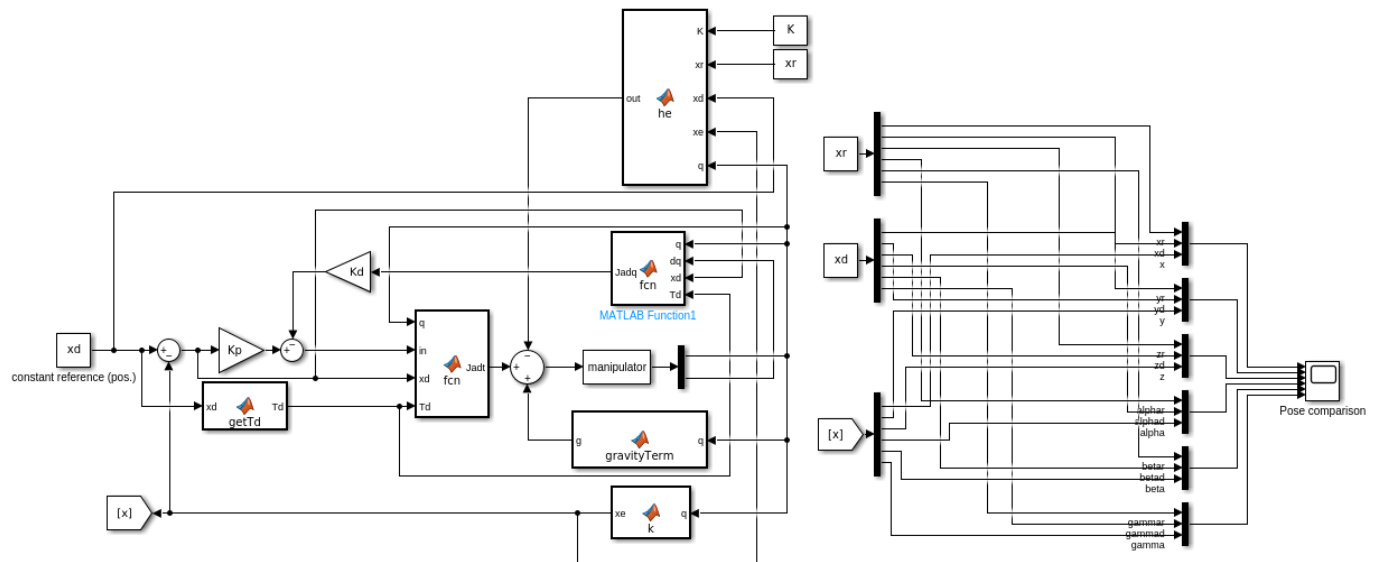 K
xr
K
xr
out
he
xd
xe
q
q
dq
Jadq
fcn
xd
Td
MATLAB Function1
Kd
xd
constant reference (pos.)
+
−
Kp
+
−
q
in
fcn
Jadt
xd
Td
xd
Td
getTd
−
+
+
manipulator
g
gravityTerm
q
[x]
xe
k
q
xr
xd
[x]
xr
xd
x
yr
yd
y
zr
zd
z
alphar
alphad
alpha
betar
betad
beta
gammar
gammad
gamma
Pose comparison